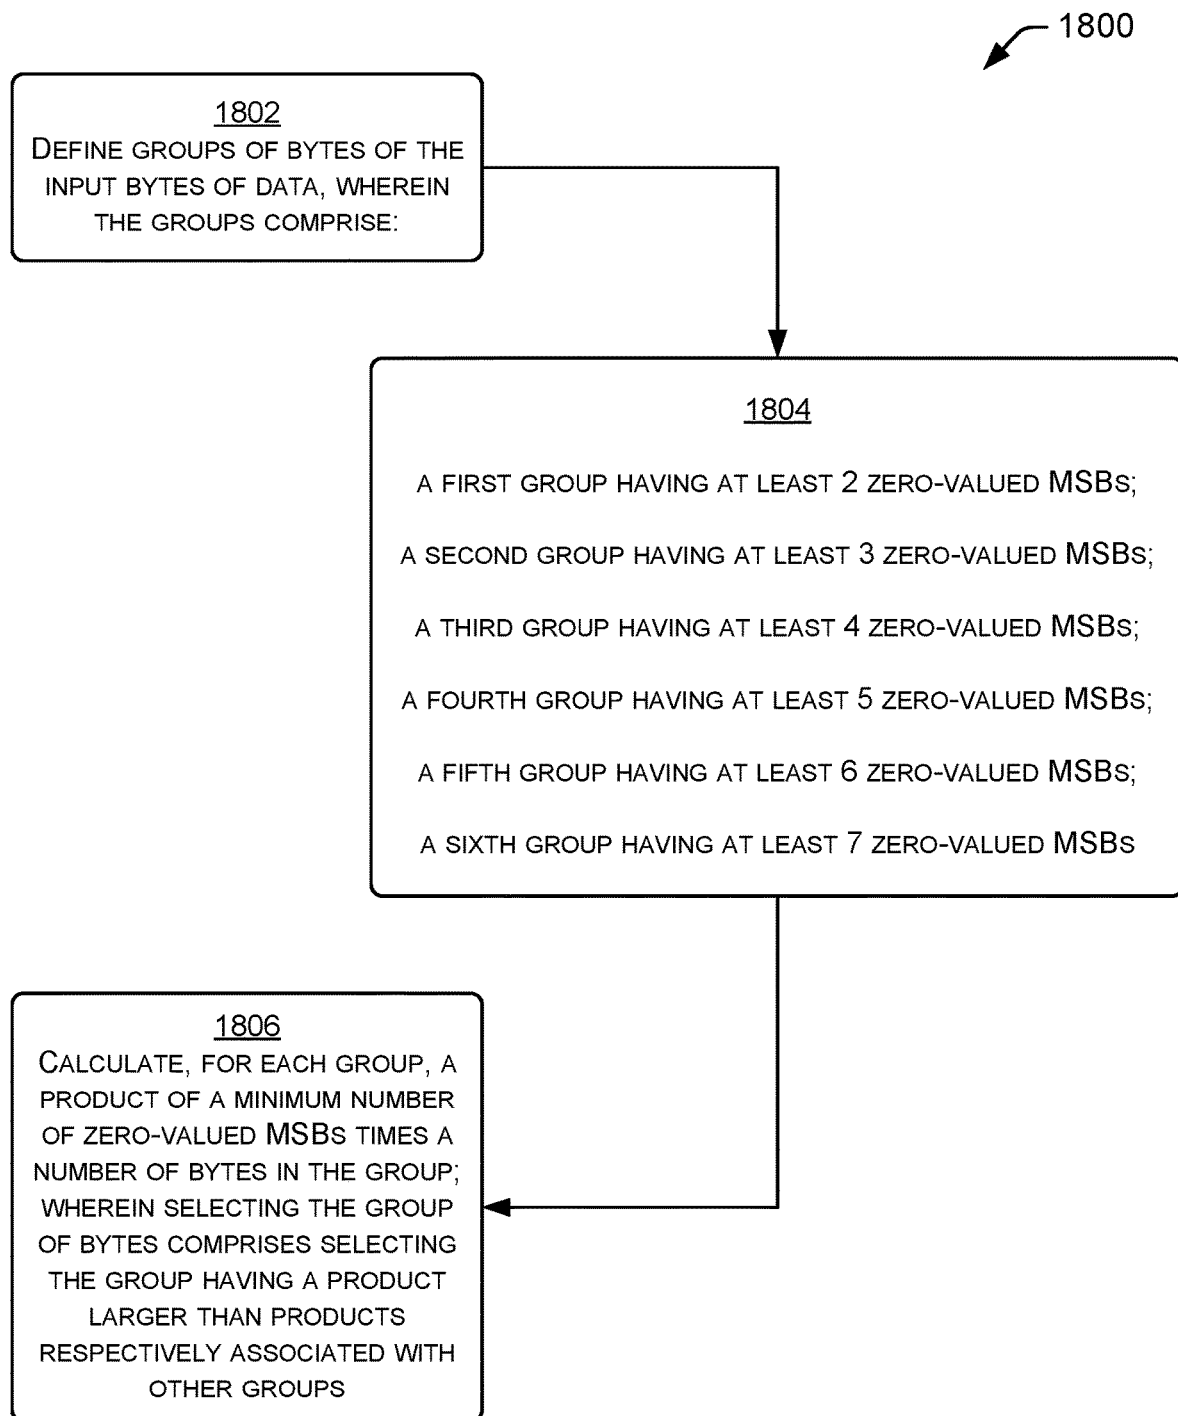 1800
1802
DEFINE GROUPS OF BYTES OF THE
INPUT BYTES OF DATA, WHEREIN
THE GROUPS COMPRISE:
1804
A FIRST GROUP HAVING AT LEAST 2 ZERO-VALUED MSBS;
A SECOND GROUP HAVING AT LEAST 3 ZERO-VALUED MSBS;
A THIRD GROUP HAVING AT LEAST 4 ZERO-VALUED MSBS;
A FOURTH GROUP HAVING AT LEAST 5 ZERO-VALUED MSBS;
A FIFTH GROUP HAVING AT LEAST 6 ZERO-VALUED MSBS;
A SIXTH GROUP HAVING AT LEAST 7 ZERO-VALUED MSBS
1806
CALCULATE, FOR EACH GROUP, A
PRODUCT OF A MINIMUM NUMBER
OF ZERO-VALUED MSBS TIMES A
NUMBER OF BYTES IN THE GROUP;
WHEREIN SELECTING THE GROUP
OF BYTES COMPRISES SELECTING
THE GROUP HAVING A PRODUCT
LARGER THAN PRODUCTS
RESPECTIVELY ASSOCIATED WITH
OTHER GROUPS